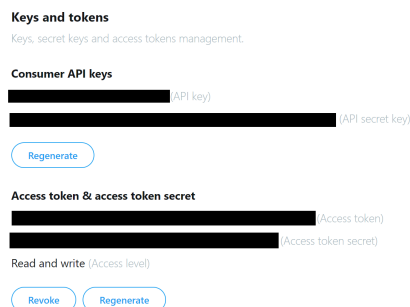 Keys and tokens
Keys, secret keys and access tokens management.
Consumer API keys
(API key)
(API secret key)
Regenerate
Access token & access token secret
(Access token)
(Access token secret)
Read and write (Access level)
Revoke Regenerate